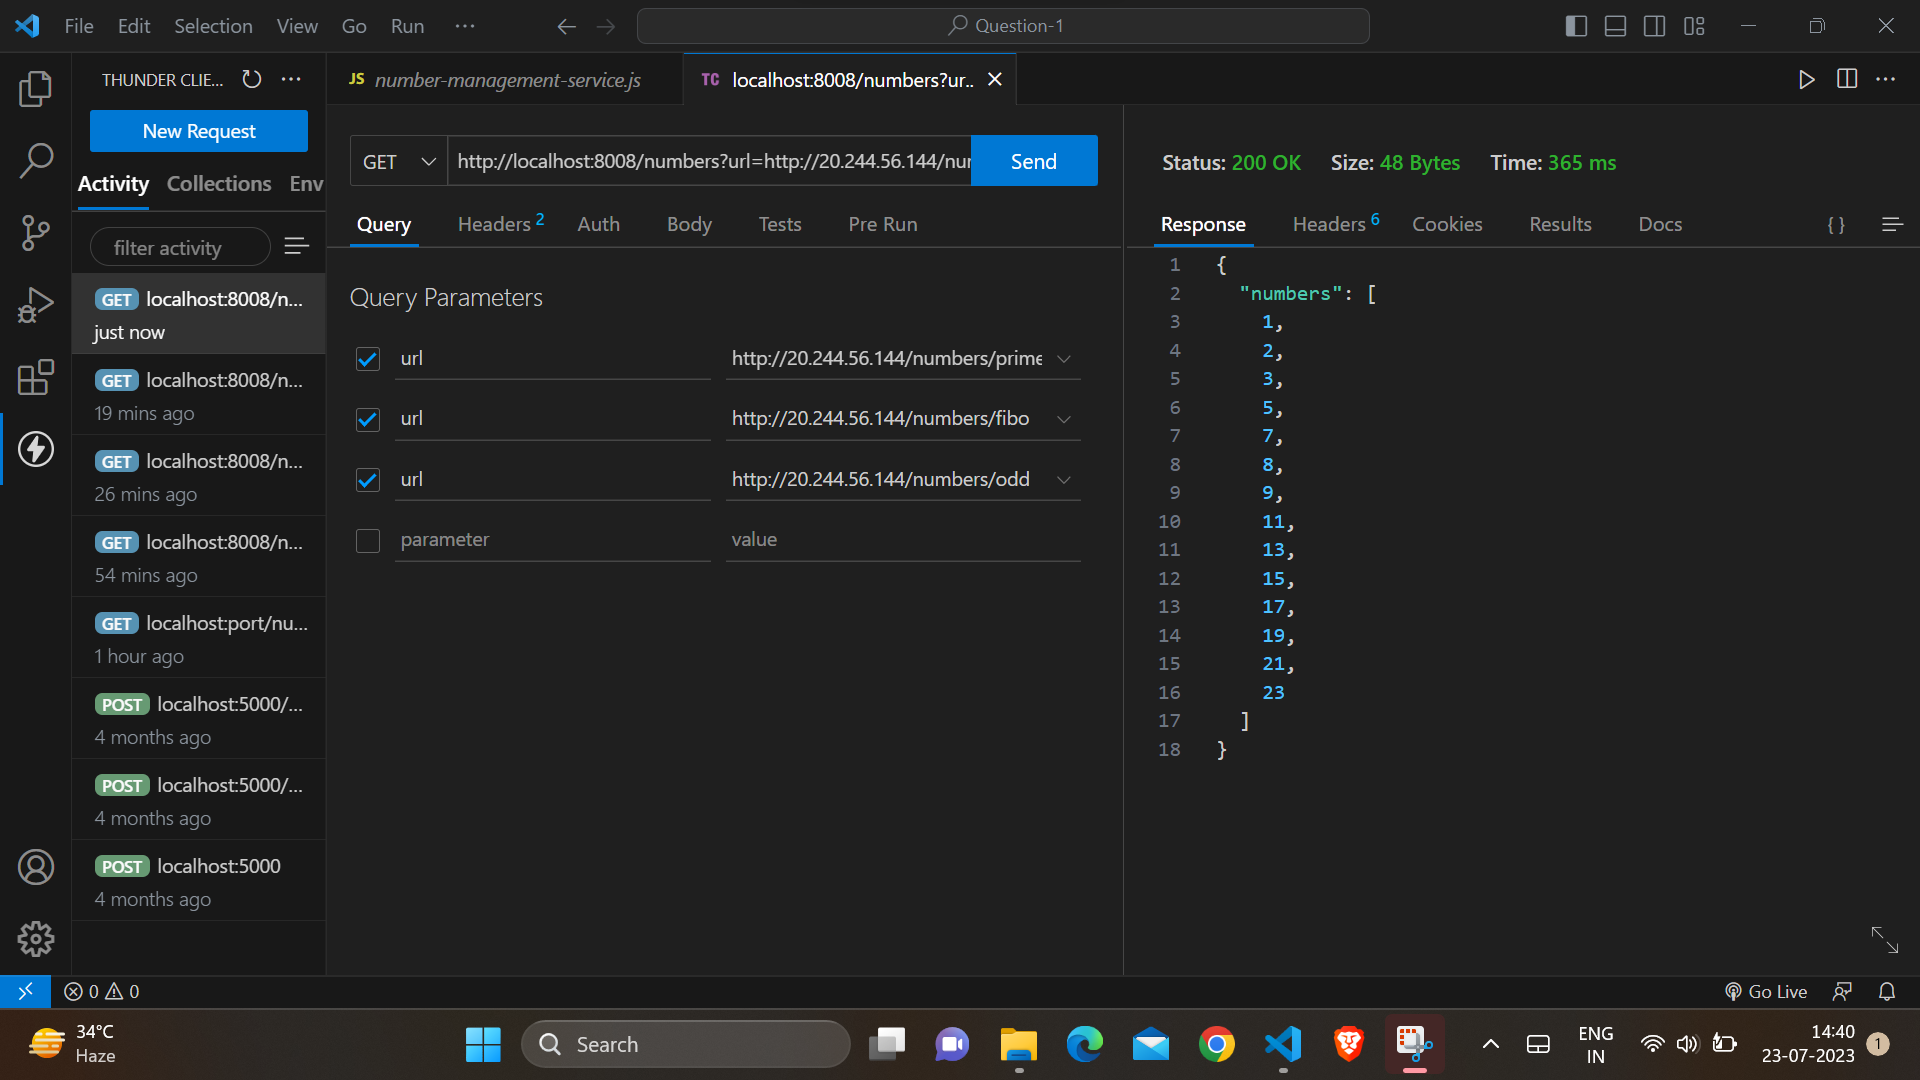 File Edit Selection View Go Run ···
Question-1
THUNDER CLIE...
New Request
Activity Collections Env
filter activity
GET localhost:8008/n...
just now
GET localhost:8008/n...
19 mins ago
GET localhost:8008/n...
26 mins ago
GET localhost:8008/n...
54 mins ago
GET localhost:port/nu...
1 hour ago
POST localhost:5000/...
4 months ago
POST localhost:5000/...
4 months ago
POST localhost:5000
4 months ago
JS number-management-service.js
TC localhost:8008/numbers?ur..
GET http://localhost:8008/numbers?url=http://20.244.56.144/nur Send
Query Headers 2 Auth Body Tests Pre Run
Query Parameters
url http://20.244.56.144/numbers/prime
url http://20.244.56.144/numbers/fibo
url http://20.244.56.144/numbers/odd
parameter value
Status: 200 OK Size: 48 Bytes Time: 365 ms
Response Headers 6 Cookies Results Docs { }
1 {
2 "numbers": [
3 1,
4 2,
5 3,
6 5,
7 7,
8 8,
9 9,
10 11,
11 13,
12 15,
13 17,
14 19,
15 21,
16 23
17 ]
18 }
0 0
Go Live
34°C
Haze
Search
ENG
IN
14:40
23-07-2023
1